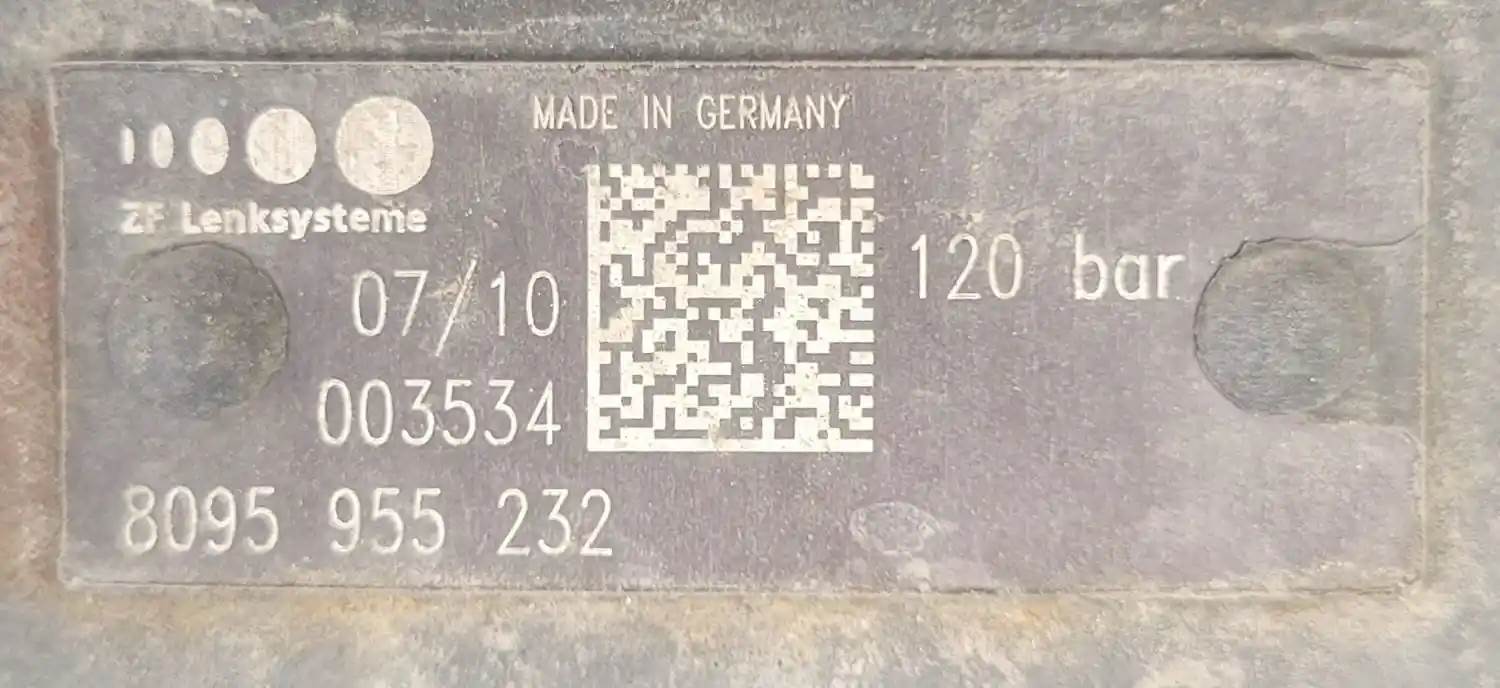 MADE IN GERMANY
ZF Lenksysteme
07/10
120 bar
003534
8095 955 232